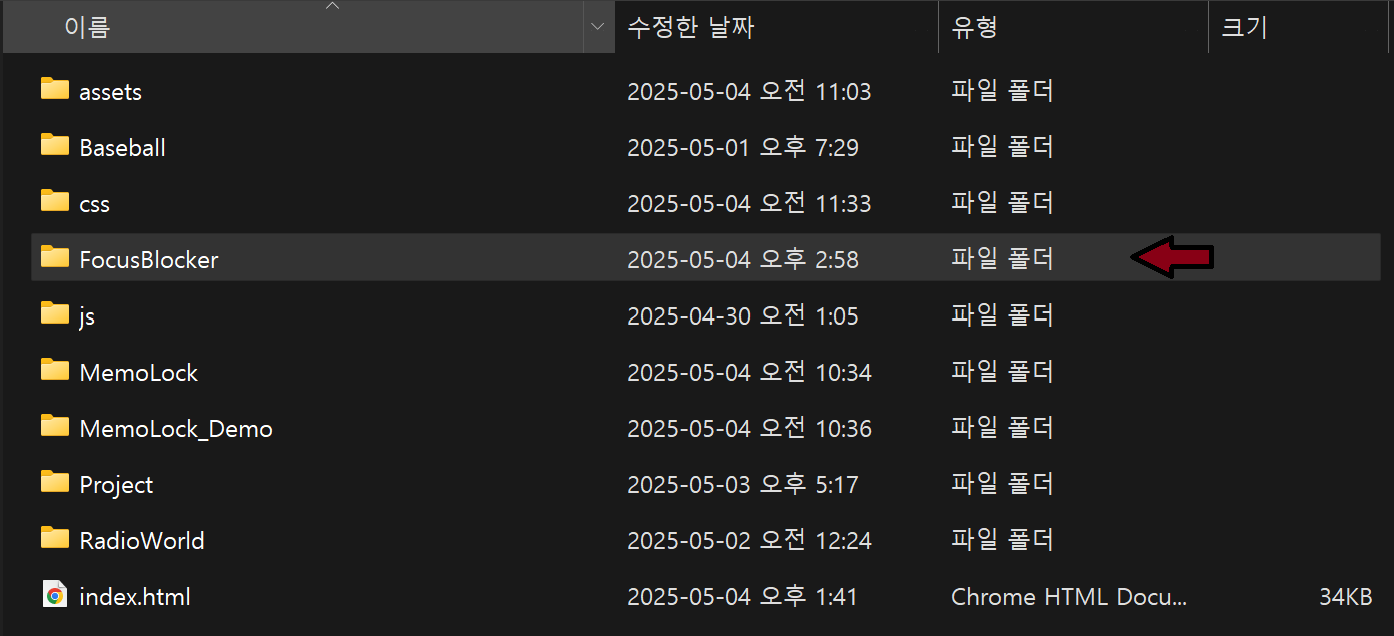 이름 수정한 날짜 유형 크기
assets 2025-05-04 오전 11:03 파일 폴더
Baseball 2025-05-01 오후 7:29 파일 폴더
css 2025-05-04 오전 11:33 파일 폴더
FocusBlocker 2025-05-04 오후 2:58 파일 폴더
js 2025-04-30 오전 1:05 파일 폴더
MemoLock 2025-05-04 오전 10:34 파일 폴더
MemoLock_Demo 2025-05-04 오전 10:36 파일 폴더
Project 2025-05-03 오후 5:17 파일 폴더
RadioWorld 2025-05-02 오전 12:24 파일 폴더
index.html 2025-05-04 오후 1:41 Chrome HTML Docu... 34KB